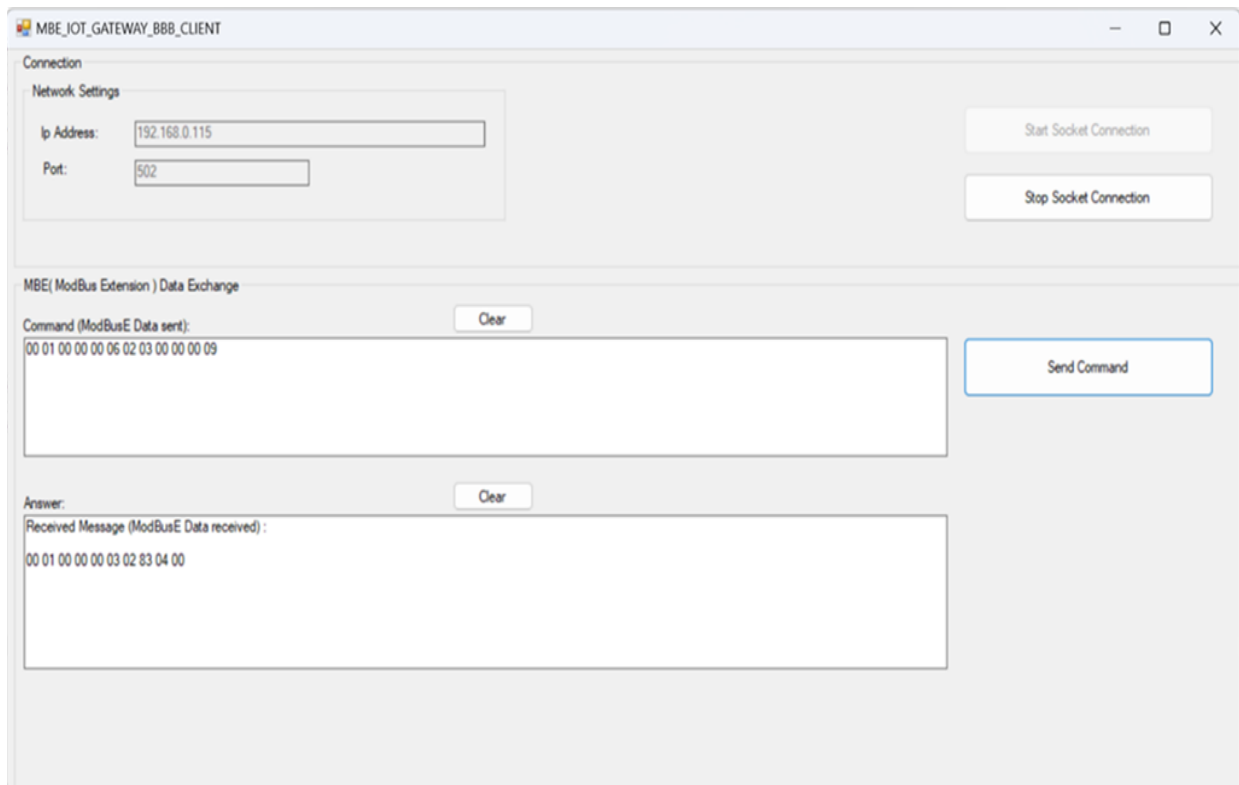 MBE_IOT_GATEWAY_BBB_CLIENT
Connection
Network Settings
Ip Address:
192.168.0.115
Port:
502
Start Socket Connection
Stop Socket Connection
MBE( ModBus Extension ) Data Exchange
Command (ModBusE Data sent):
Clear
00 01 00 00 00 06 02 03 00 00 00 09
Send Command
Answer:
Clear
Received Message (ModBusE Data received) :
00 01 00 00 00 03 02 83 04 00